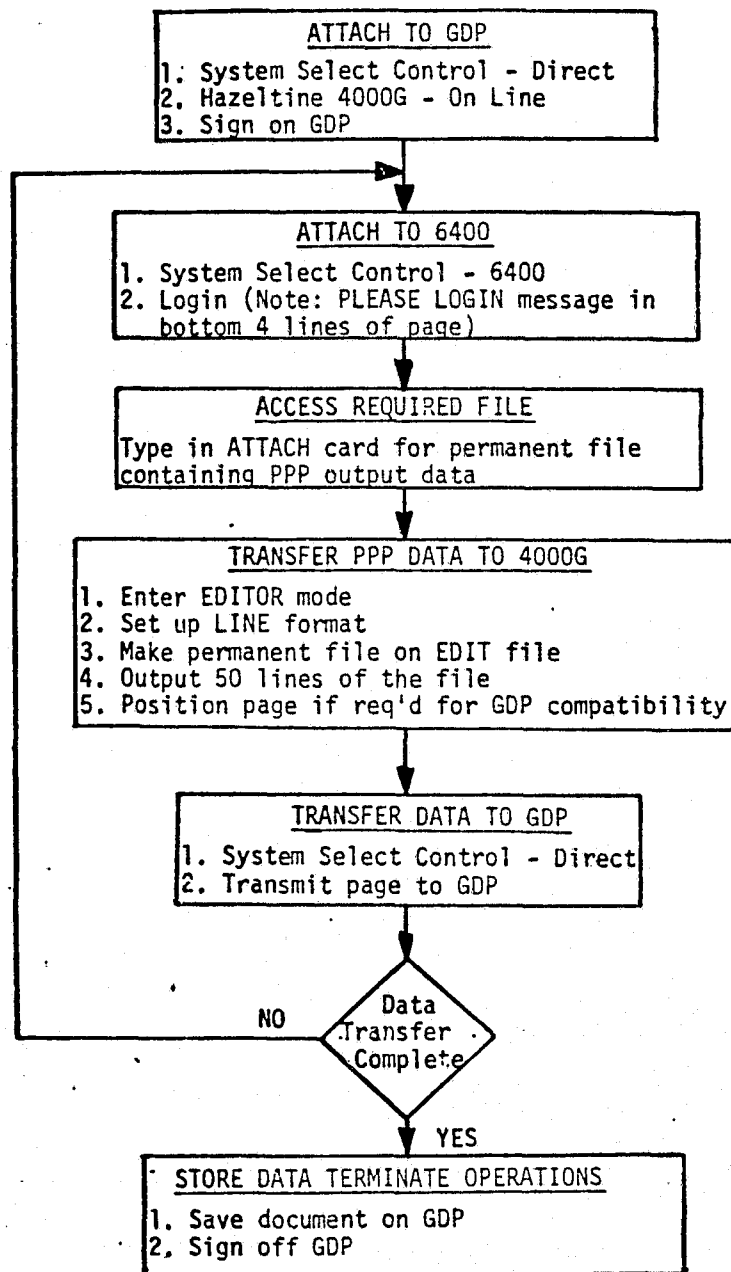 ATTACH TO GDP
1. System Select Control - Direct
2. Hazeltine 4000G - On Line
3. Sign on GDP
ATTACH TO 6400
1. System Select Control - 6400
2. Login (Note: PLEASE LOGIN message in
bottom 4 lines of page)
ACCESS REQUIRED FILE
Type in ATTACH card for permanent file
containing PPP output data
TRANSFER PPP DATA TO 4000G
1. Enter EDITOR mode
2. Set up LINE format
3. Make permanent file on EDIT file
4. Output 50 lines of the file
5. Position page if req'd for GDP compatibility
TRANSFER DATA TO GDP
1. System Select Control - Direct
2. Transmit page to GDP
Data
Transfer
Complete
NO
YES
STORE DATA TERMINATE OPERATIONS
1. Save document on GDP
2. Sign off GDP